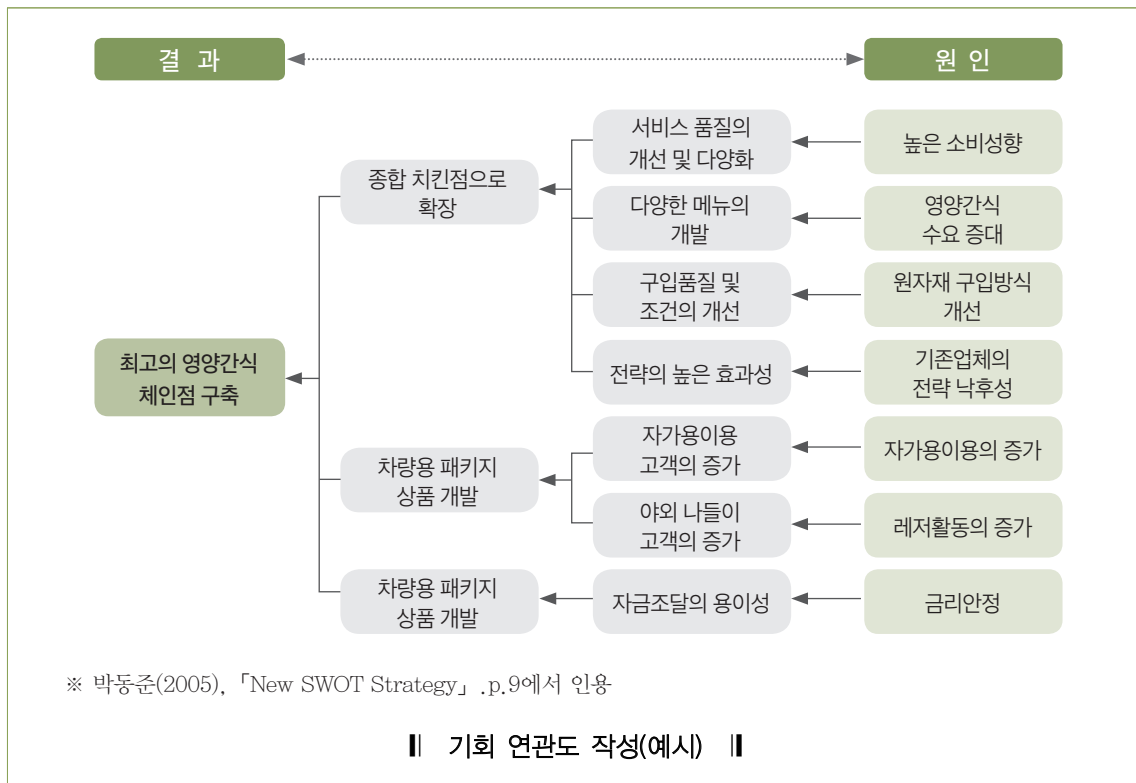 결 과
원 인
서비스 품질의
개선 및 다양화
높은 소비성향
종합 치킨점으로
확장
다양한 메뉴의
개발
영양간식
수요 증대
구입품질 및
조건의 개선
원자재 구입방식
개선
최고의 영양간식
체인점 구축
전략의 높은 효과성
기존업체의
전략 낙후성
차량용 패키지
상품 개발
자가용이용
고객의 증가
자가용이용의 증가
야외 나들이
고객의 증가
레저활동의 증가
차량용 패키지
상품 개발
자금조달의 용이성
금리안정
※ 박동준(2005), 「New SWOT Strategy」.p.9에서 인용
기회 연관도 작성(예시)